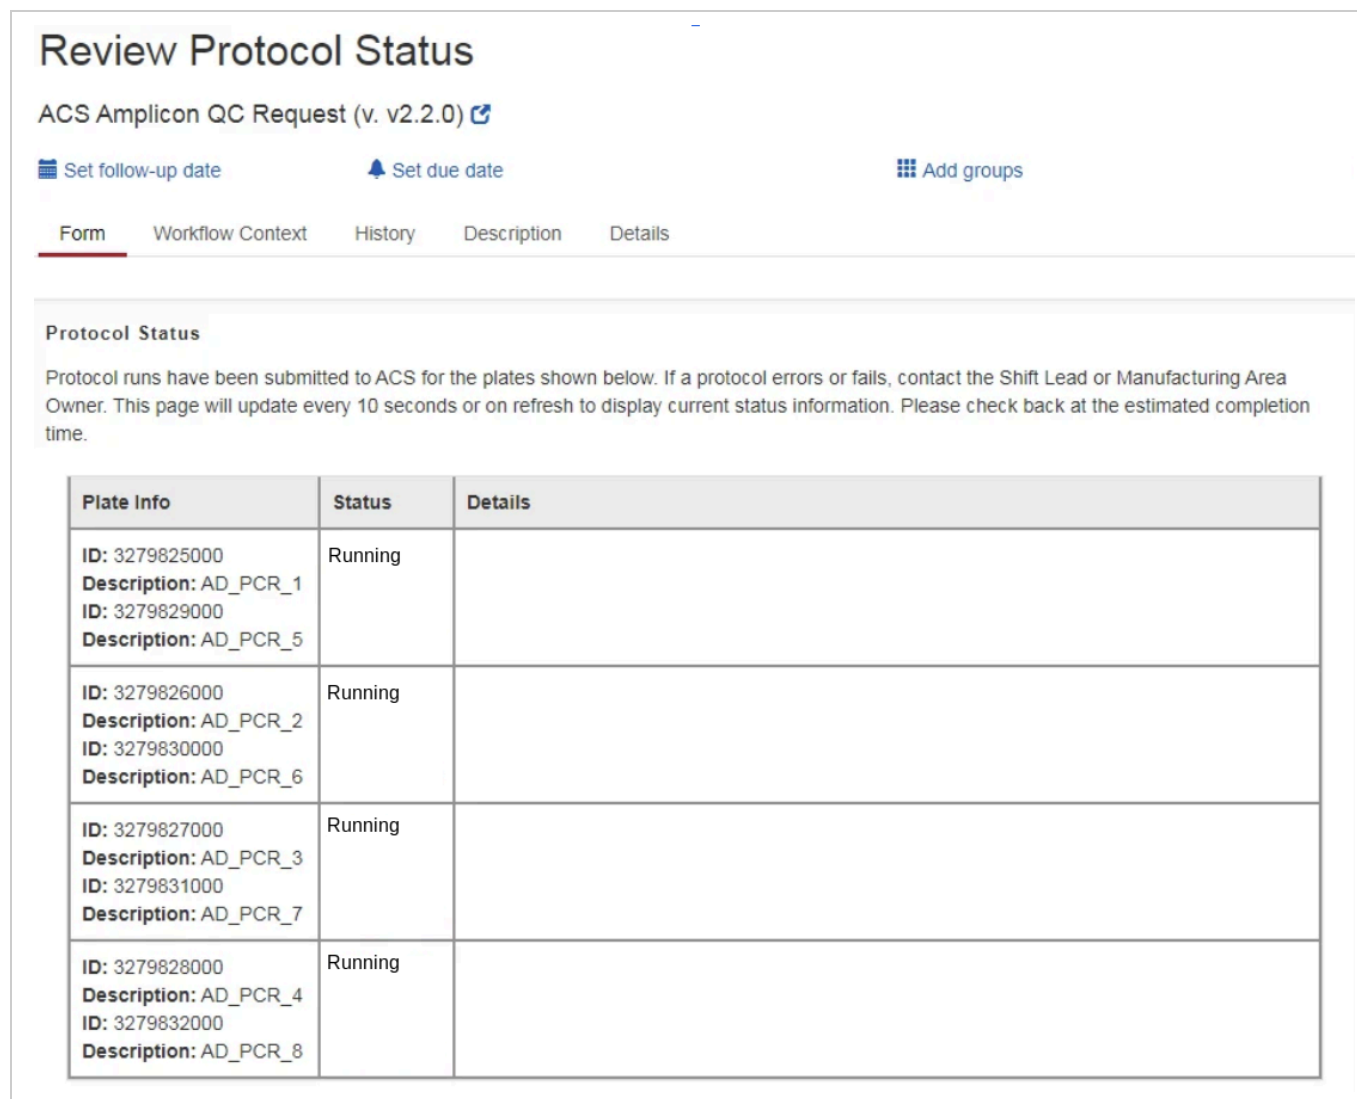 Review Protocol Status
ACS Amplicon QC Request (v. v2.2.0)
Set follow-up date Set due date Add groups
Form Workflow Context History Description Details
Protocol Status
Protocol runs have been submitted to ACS for the plates shown below. If a protocol errors or fails, contact the Shift Lead or Manufacturing Area
Owner. This page will update every 10 seconds or on refresh to display current status information. Please check back at the estimated completion
time.
Plate Info Status Details
ID: 3279825000 Running
Description: AD_PCR_1
ID: 3279829000
Description: AD_PCR_5
ID: 3279826000 Running
Description: AD_PCR_2
ID: 3279830000
Description: AD_PCR_6
ID: 3279827000 Running
Description: AD_PCR_3
ID: 3279831000
Description: AD_PCR_7
ID: 3279828000 Running
Description: AD_PCR_4
ID: 3279832000
Description: AD_PCR_8